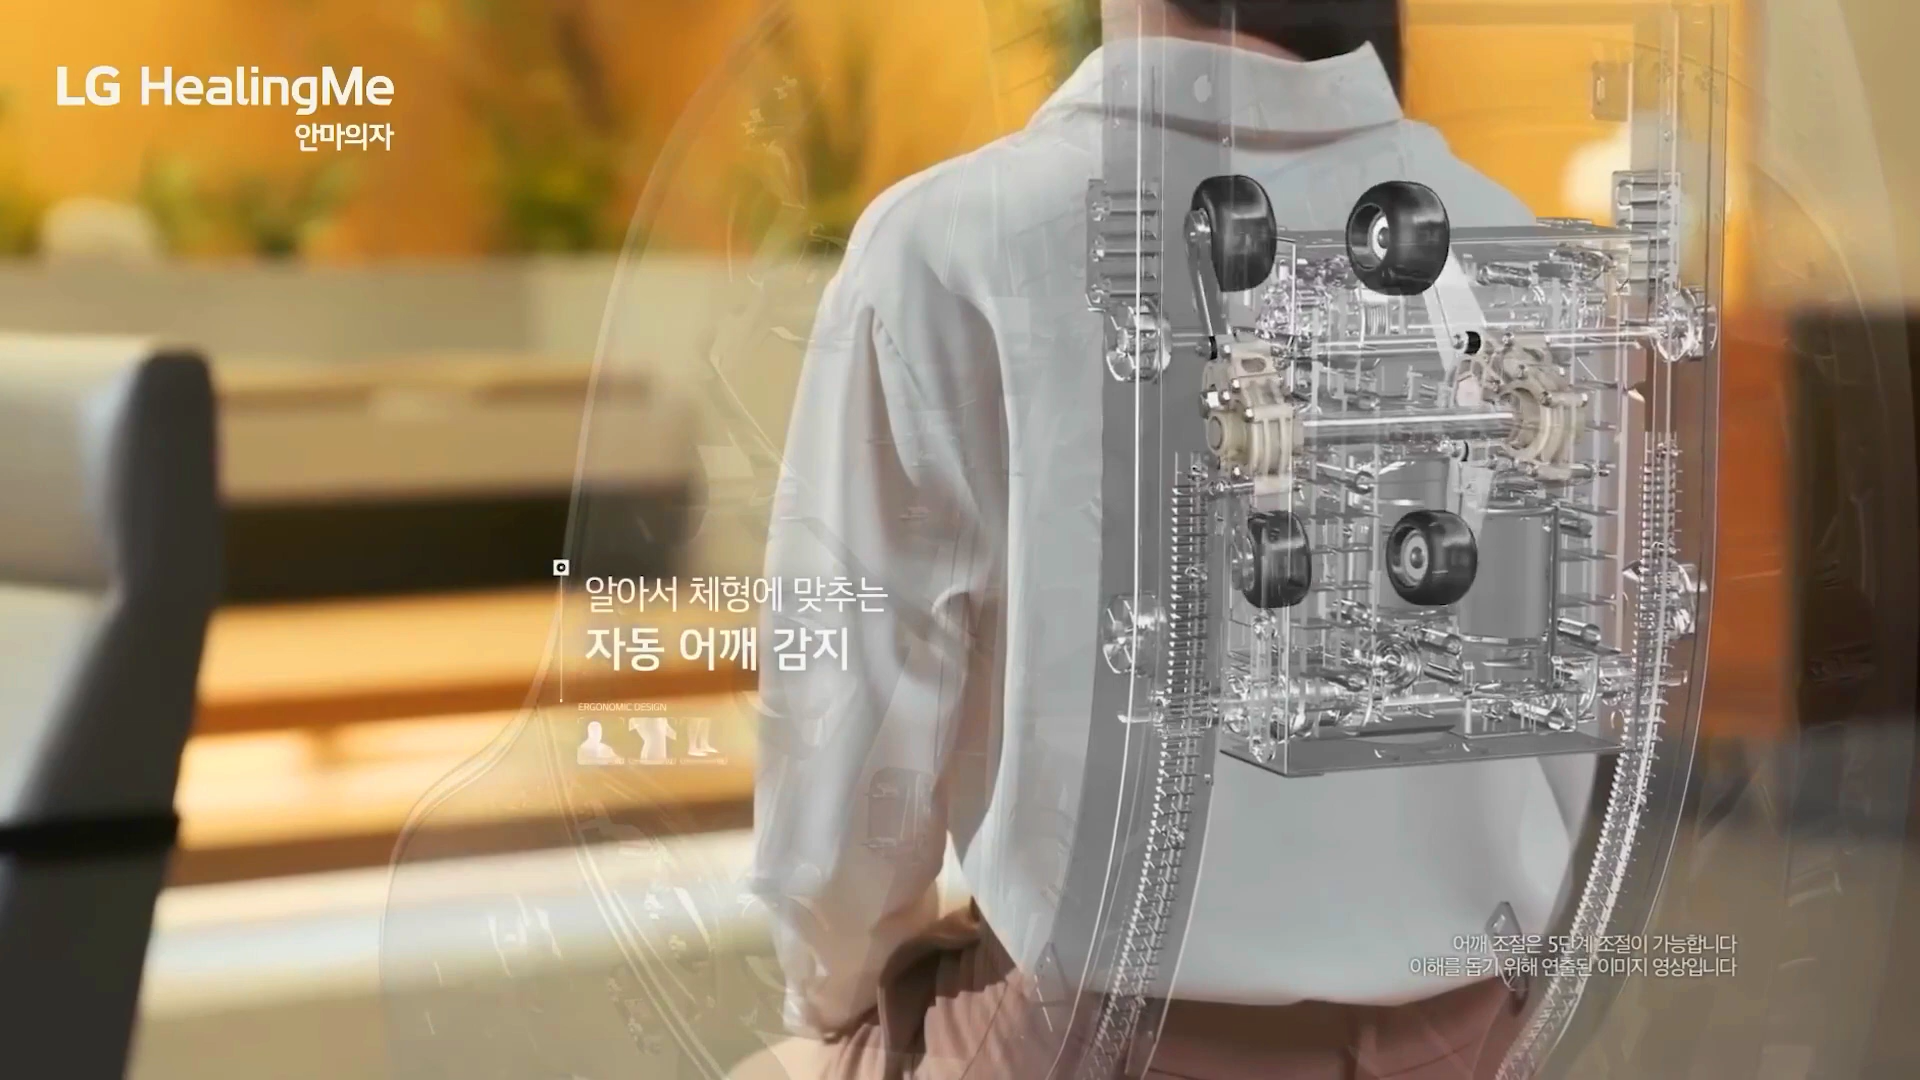 LG HealingMe
안마의자
알아서 체형에 맞추는
자동 어깨 감지
ERGONOMIC DESIGN
어깨 조절은 5단계 조절이 가능합니다
이해를 돕기 위해 연출된 이미지 영상입니다